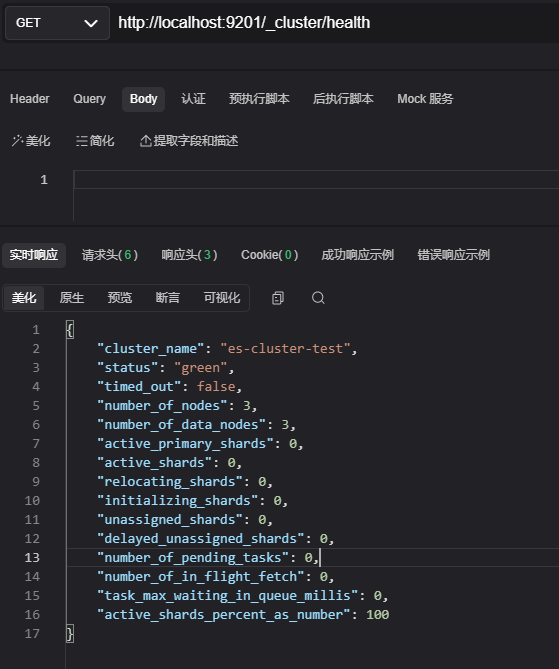 GET http://localhost:9201/_cluster/health
Header Query Body 认证 预执行脚本 后执行脚本 Mock 服务
美化 简化 提取字段和描述
1
实时响应 请求头(6) 响应头(3) Cookie(0) 成功响应示例 错误响应示例
美化 原生 预览 断言 可视化
1 {
2 "cluster_name": "es-cluster-test",
3 "status": "green",
4 "timed_out": false,
5 "number_of_nodes": 3,
6 "number_of_data_nodes": 3,
7 "active_primary_shards": 0,
8 "active_shards": 0,
9 "relocating_shards": 0,
10 "initializing_shards": 0,
11 "unassigned_shards": 0,
12 "delayed_unassigned_shards": 0,
13 "number_of_pending_tasks": 0,
14 "number_of_in_flight_fetch": 0,
15 "task_max_waiting_in_queue_millis": 0,
16 "active_shards_percent_as_number": 100
17 }